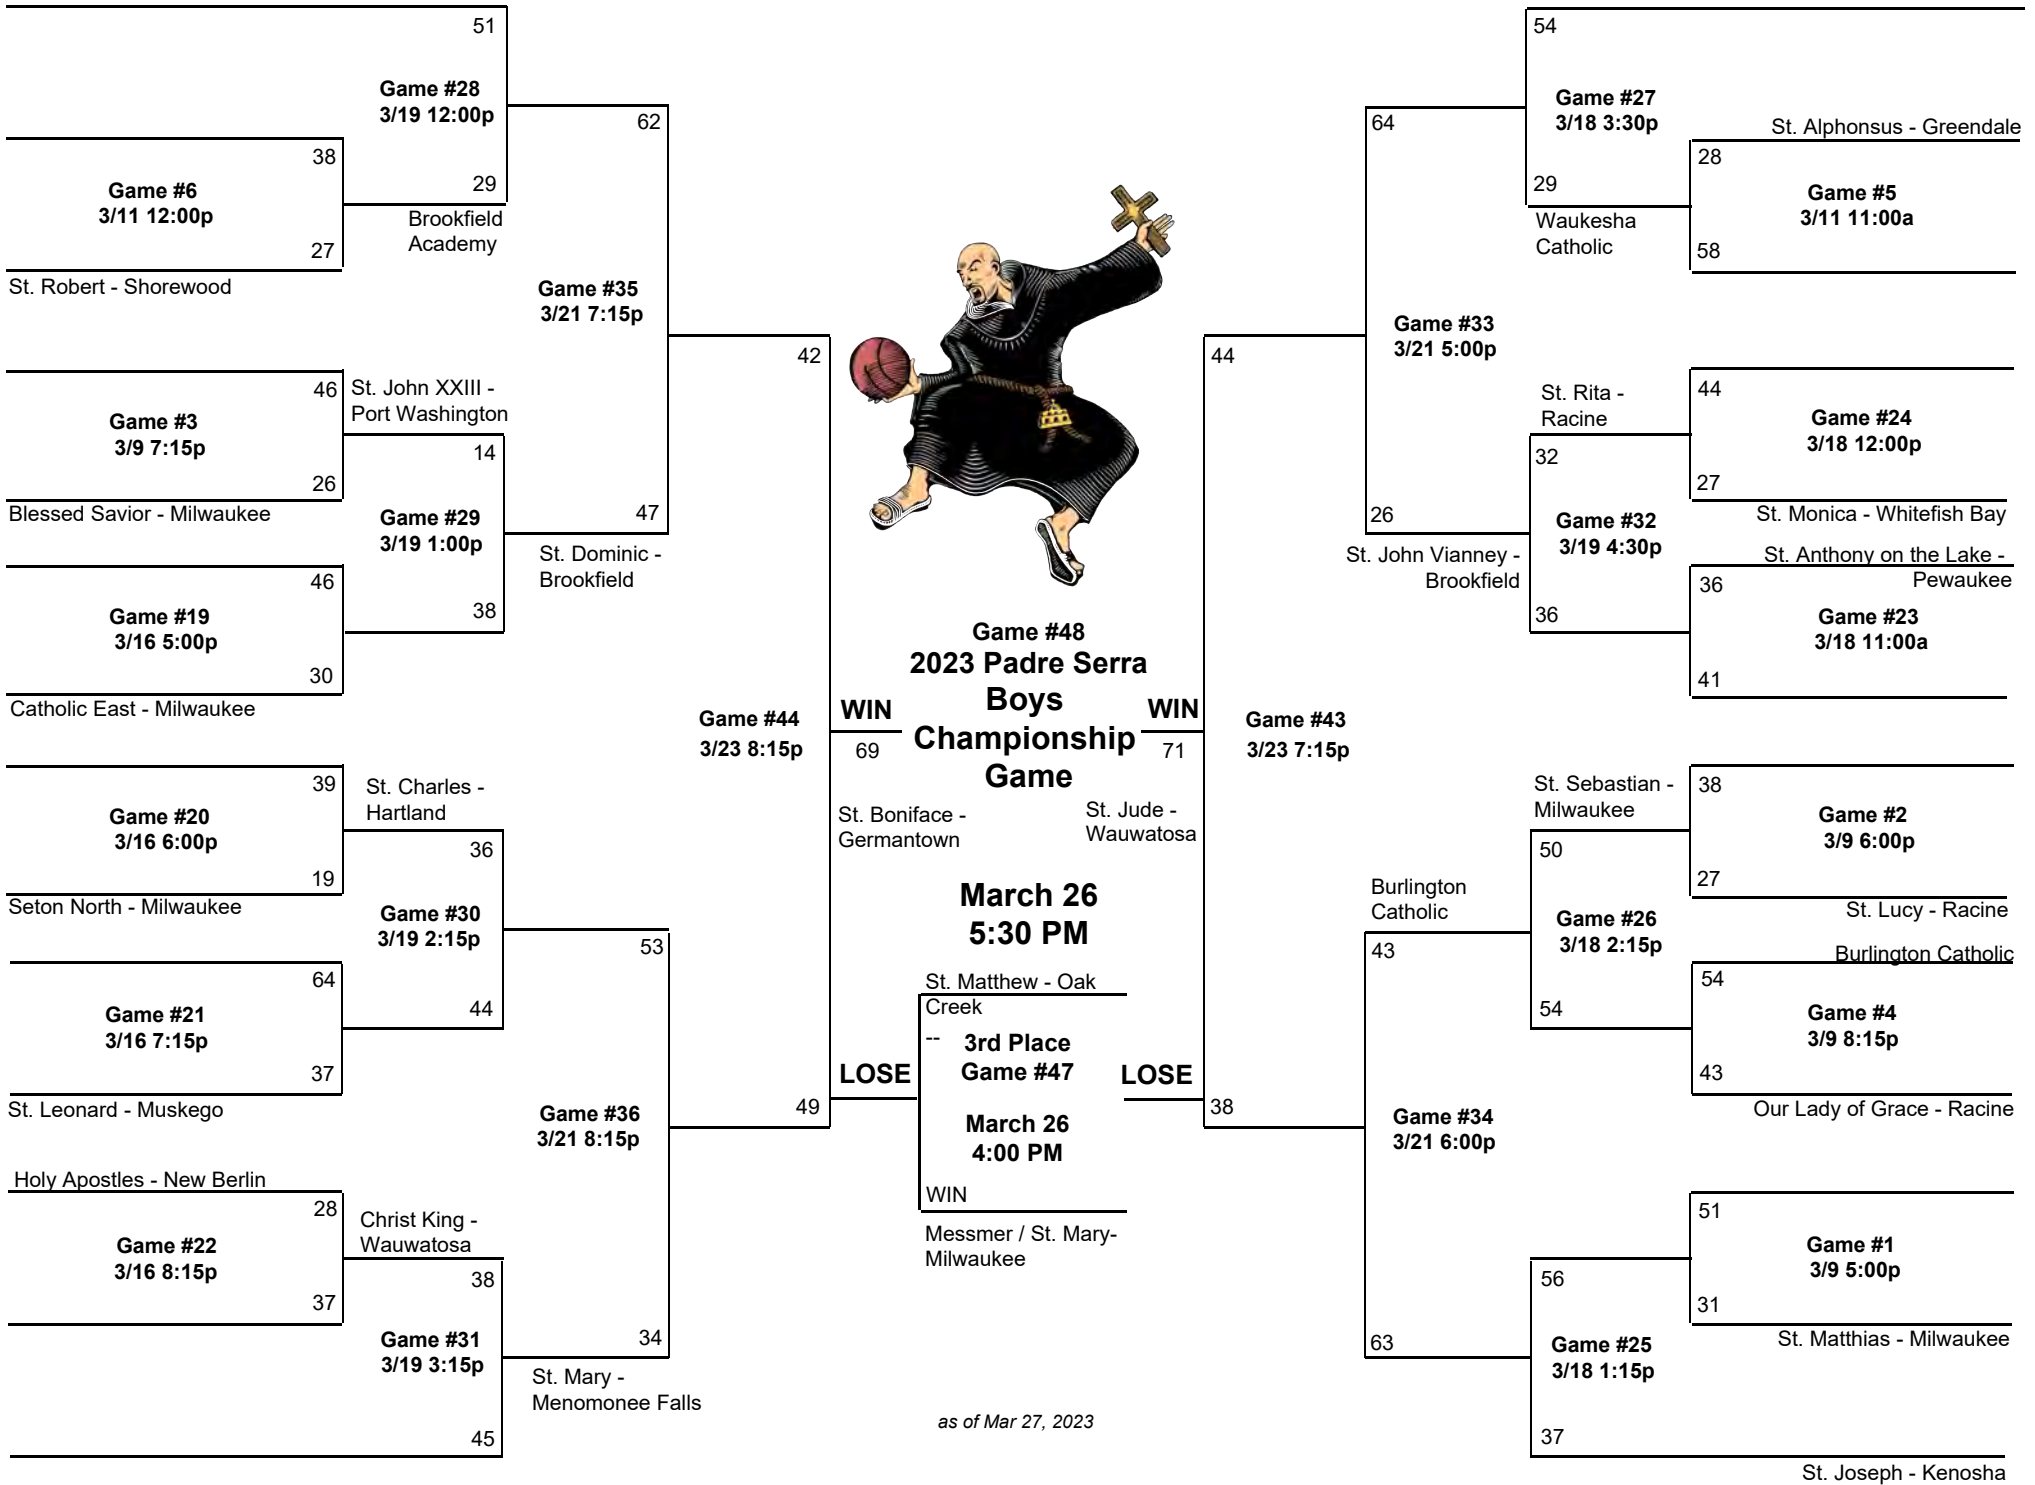 51
Game #28
3/19 12:00p
62
38
Game #6
3/11 12:00p
29
Brookfield
Academy
27
St. Robert - Shorewood
Game #35
3/21 7:15p
42
46
St. John XXIII -
Port Washington
Game #3
3/9 7:15p
14
26
Blessed Savior - Milwaukee
Game #29
3/19 1:00p
47
St. Dominic -
Brookfield
46
Game #19
3/16 5:00p
38
30
Catholic East - Milwaukee
Game #44
3/23 8:15p
39
St. Charles -
Hartland
Game #20
3/16 6:00p
36
19
Seton North - Milwaukee
Game #30
3/19 2:15p
53
64
Game #21
3/16 7:15p
44
37
St. Leonard - Muskego
Game #36
3/21 8:15p
49
Holy Apostles - New Berlin
28
Christ King -
Wauwatosa
Game #22
3/16 8:15p
38
37
Game #31
3/19 3:15p
34
St. Mary -
Menomonee Falls
45
Game #48
2023 Padre Serra
Boys
Championship
Game
WIN
69
St. Boniface -
Germantown
WIN
71
St. Jude -
Wauwatosa
March 26
5:30 PM
St. Matthew - Oak
Creek
--
3rd Place
Game #47
LOSE
LOSE
March 26
4:00 PM
WIN
Messmer / St. Mary-
Milwaukee
as of Mar 27, 2023
54
Game #27
3/18 3:30p
64
St. Alphonsus - Greendale
28
29
Game #5
3/11 11:00a
Waukesha
Catholic
58
Game #33
3/21 5:00p
44
St. Rita -
Racine
44
Game #24
3/18 12:00p
32
27
St. Monica - Whitefish Bay
26
Game #32
3/19 4:30p
St. John Vianney -
Brookfield
St. Anthony on the Lake -
Pewaukee
36
36
Game #23
3/18 11:00a
41
Game #43
3/23 7:15p
St. Sebastian -
Milwaukee
38
Game #2
3/9 6:00p
50
27
St. Lucy - Racine
Burlington
Catholic
Game #26
3/18 2:15p
43
Burlington Catholic
54
54
Game #4
3/9 8:15p
43
Our Lady of Grace - Racine
38
Game #34
3/21 6:00p
51
Game #1
3/9 5:00p
56
31
St. Matthias - Milwaukee
63
Game #25
3/18 1:15p
37
St. Joseph - Kenosha